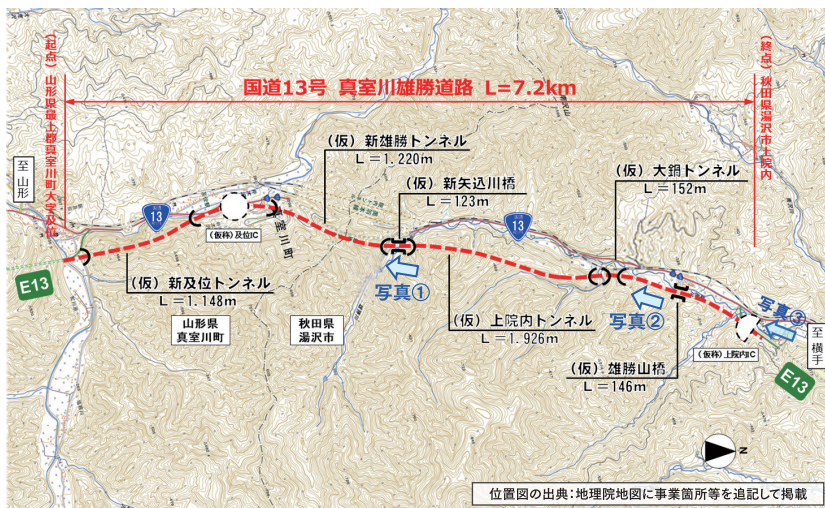 国道13号 真室川雄勝道路 L=7.2km
(起点)山形県最上郡真室川町大字及位
(終点)秋田県湯沢市上院内
至 山形
(仮)新雄勝トンネル
L=1.220m
(仮)新矢込川橋
L=123m
(仮)大鋼トンネル
L=152m
13
13
(仮称)及位IC
真室川町
E13
(仮)新及位トンネル
L=1.148m
写真①
山形県
真室川町
秋田県
湯沢市
(仮)上院内トンネル
L=1.926m
写真②
写真③
至 横手
(仮称)上院内IC
(仮)雄勝山橋
L=146m
E13
N
位置図の出典:地理院地図に事業箇所等を追記して掲載